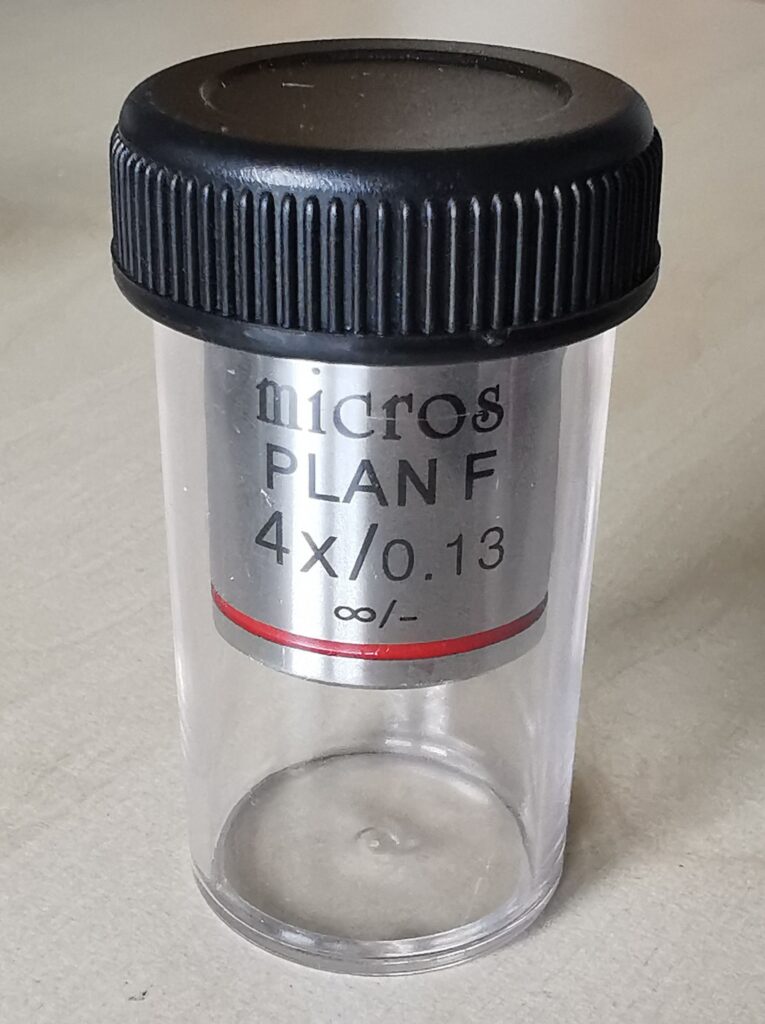 micros
PLAN F
4x/0.13
∞/-